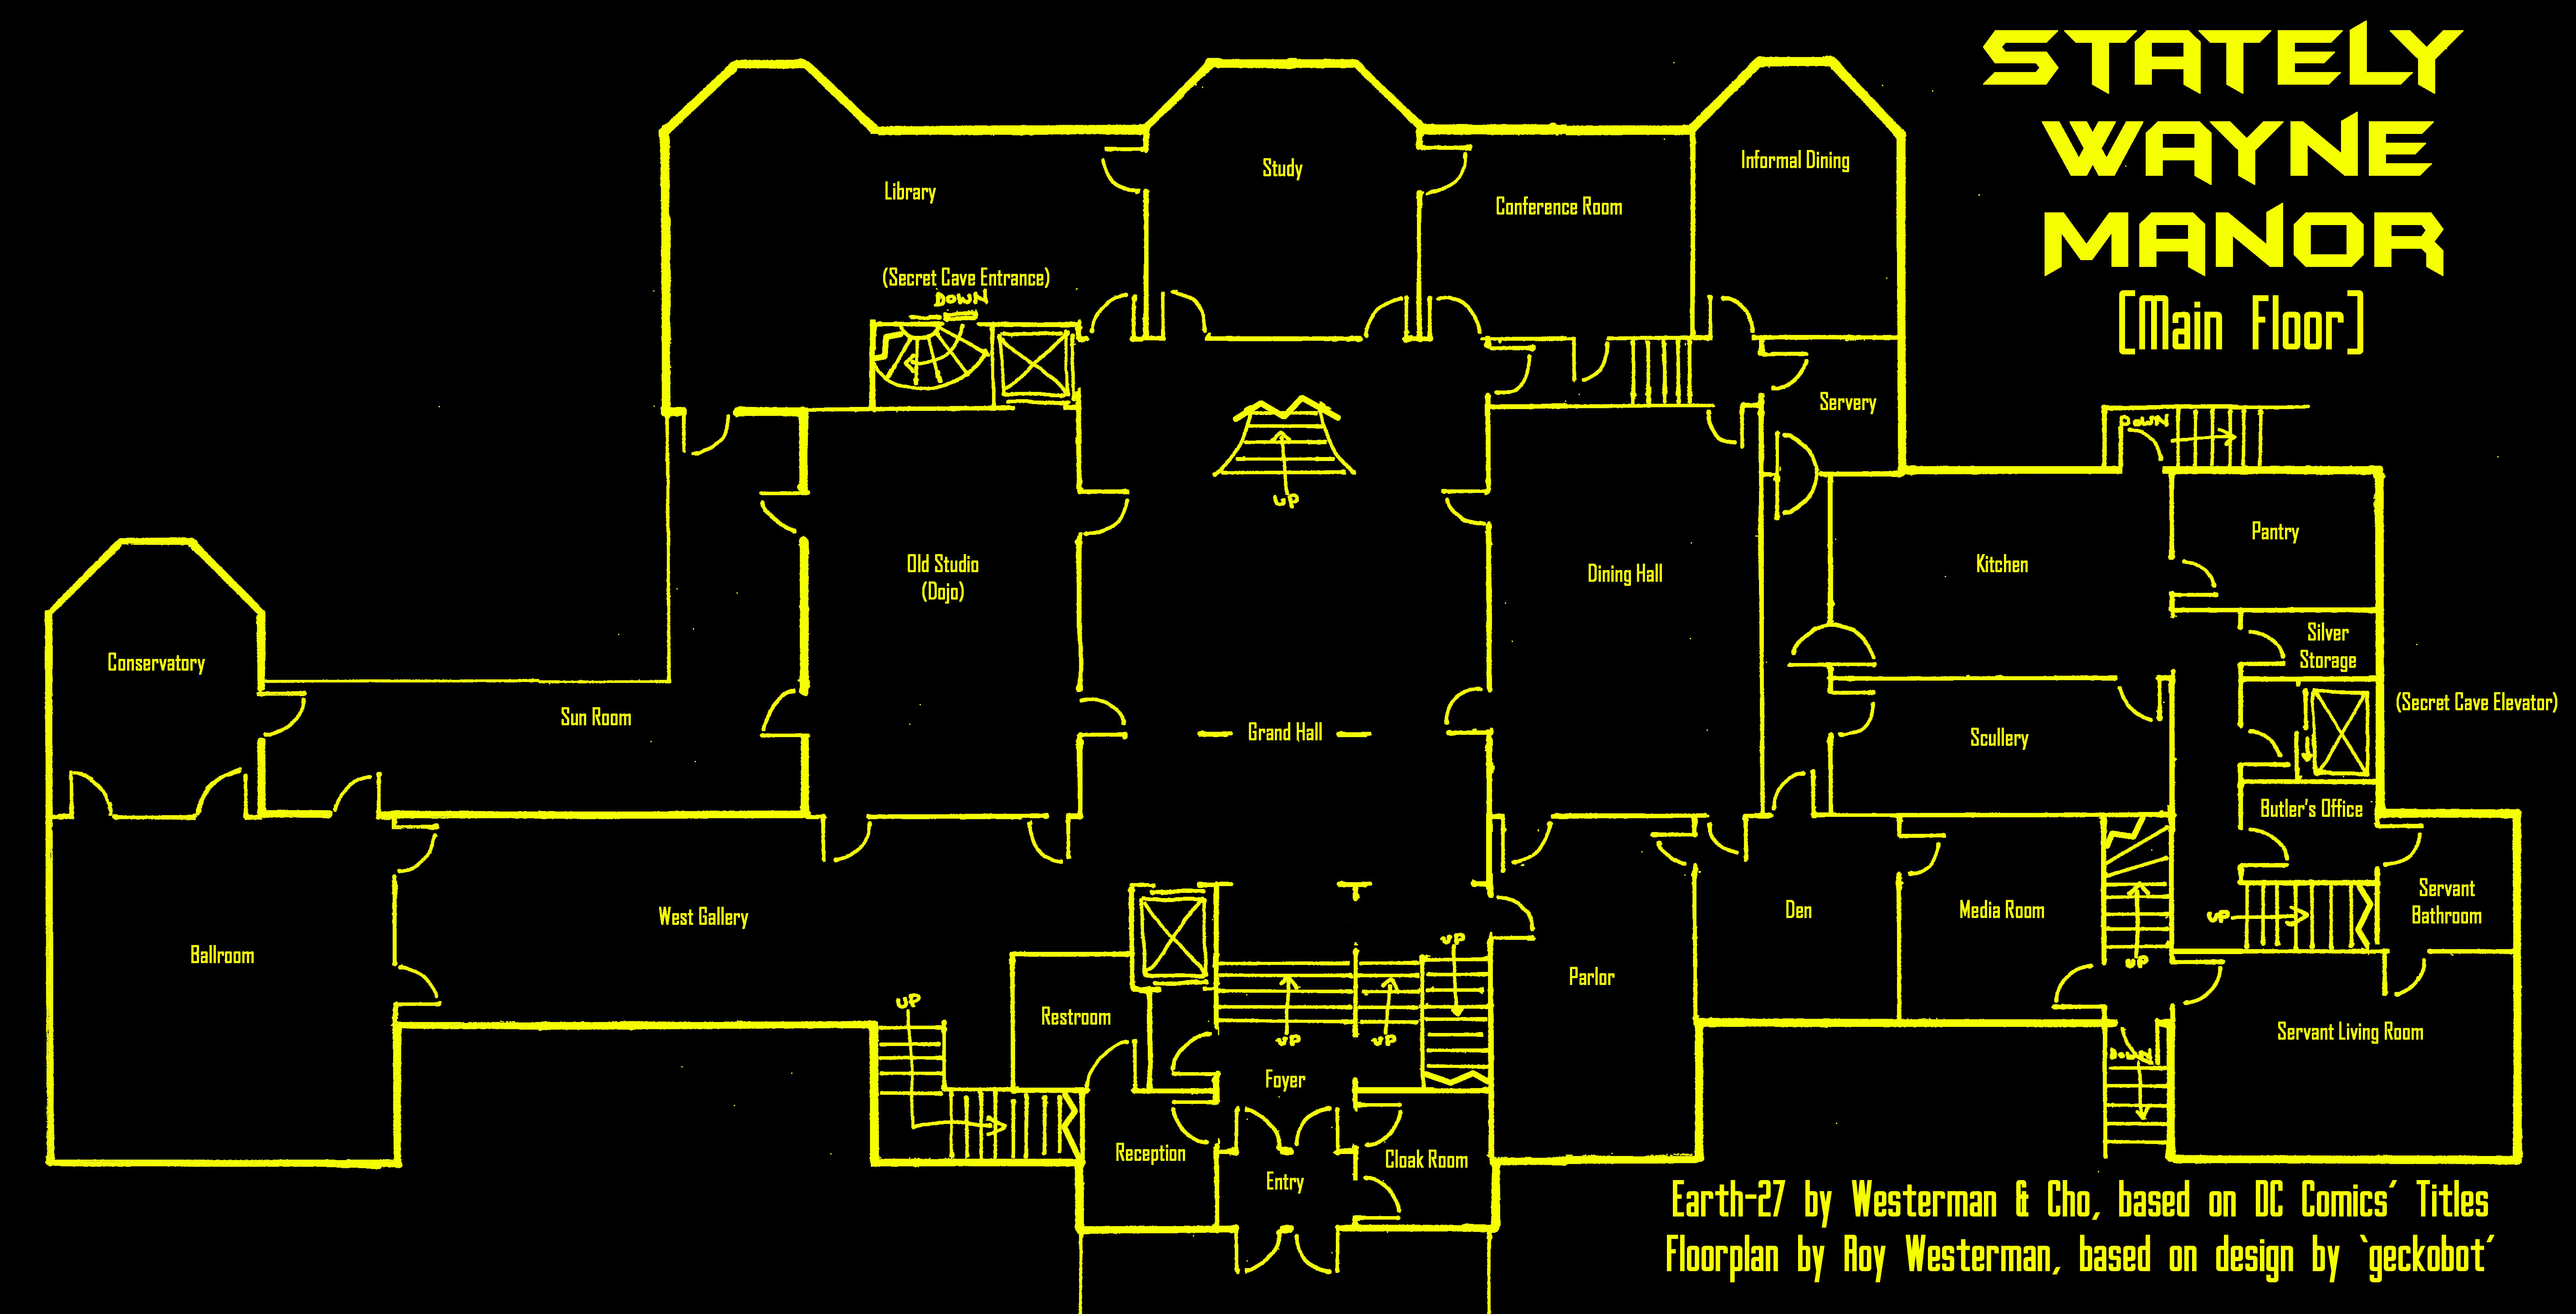 STATELY
WAYNE
MANOR
[Main Floor]
Library
Study
Conference Room
Informal Dining
(Secret Cave Entrance)
DOWN
Servery
DOWN
UP
Pantry
Kitchen
Old Studio
(Dojo)
Dining Hall
Silver
Storage
Conservatory
Sun Room
Grand Hall
Scullery
(Secret Cave Elevator)
Butler's Office
West Gallery
Den
Media Room
Servant
Bathroom
UP
Ballroom
UP
UP
Parlor
UP
Restroom
Servant Living Room
UP
UP
DOWN
Foyer
Reception
Cloak Room
Entry
Earth-27 by Westerman & Cho, based on DC Comics' Titles
Floorplan by Roy Westerman, based on design by `geckobot'